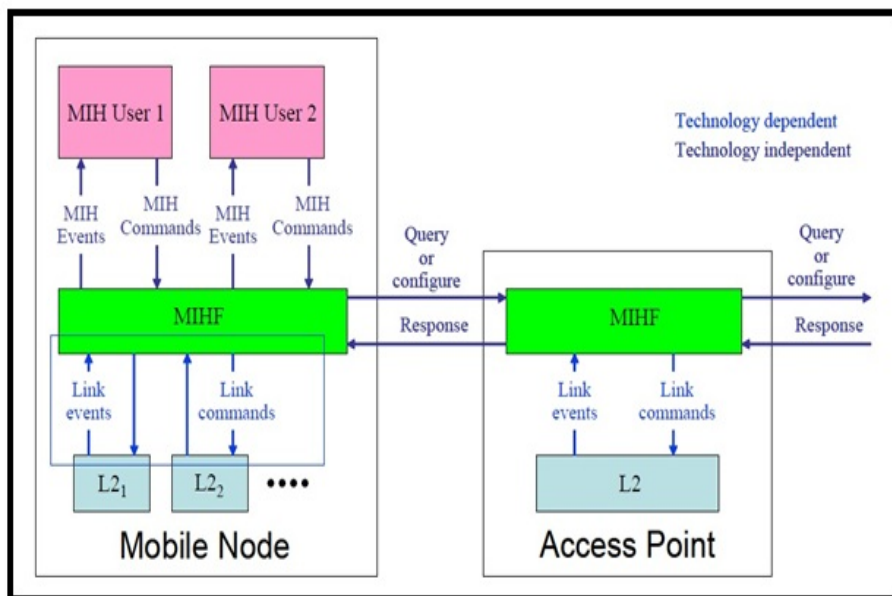 MIH User 1
MIH User 2
Technology dependent
Technology independent
MIH
Events
MIH
Commands
MIH
Events
MIH
Commands
Query
or
configure
Response
Query
or
configure
Response
MIHF
MIHF
Link
events
Link
commands
Link
events
Link
commands
L2₁
L2₂
••••
L2
Mobile Node
Access Point